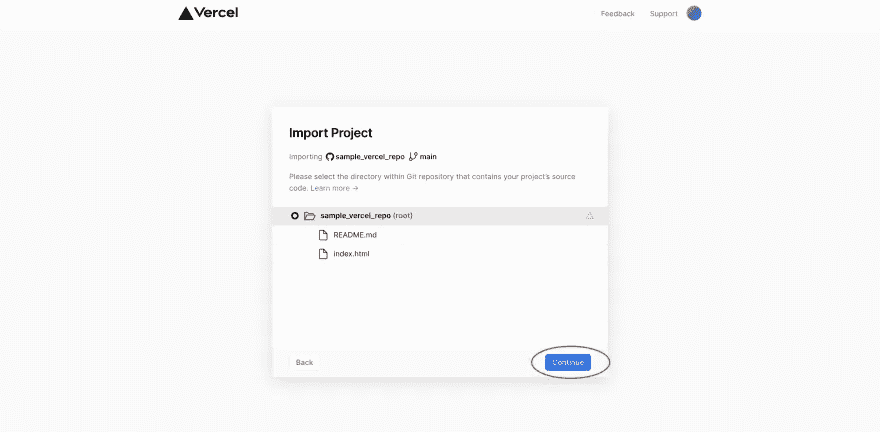 Vercel
Feedback Support
Import Project
Importing sample_vercel_repo main
Please select the directory within Git repository that contains your project's source
code. Learn more →
sample_vercel_repo (root)
README.md
index.html
Back Continue